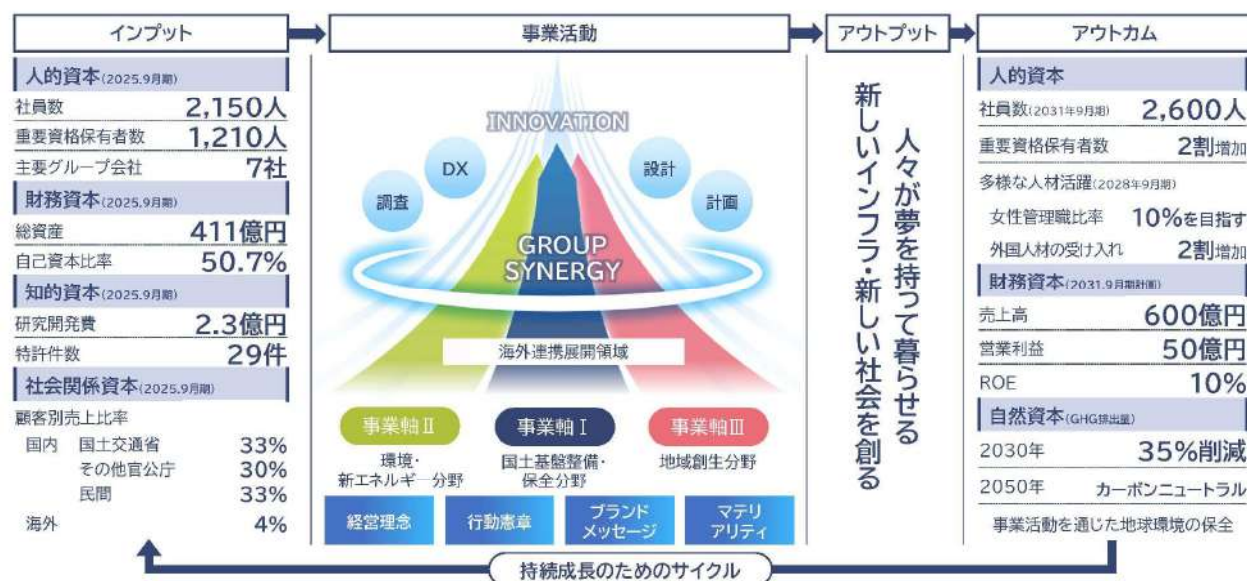 インプット
事業活動
アウトプット
アウトカム
人的資本(2025.9月期)
社員数 2,150人
重要資格保有者数 1,210人
主要グループ会社 7社
財務資本(2025.9月期)
総資産 411億円
自己資本比率 50.7%
知的資本(2025.9月期)
研究開発費 2.3億円
特許件数 29件
社会関係資本(2025.9月期)
顧客別売上比率
国内 国土交通省 33%
その他官公庁 30%
民間 33%
海外 4%
INNOVATION
調査
DX
設計
計画
GROUP
SYNERGY
海外連携展開領域
事業軸Ⅱ
環境・
新エネルギー分野
事業軸Ⅰ
国土基盤整備・
保全分野
事業軸Ⅲ
地域創生分野
経営理念
行動憲章
ブランド
メッセージ
マテリ
アリティ
人々が夢を持って暮らせる
新しいインフラ・新しい社会を創る
人的資本
社員数(2031年9月期) 2,600人
重要資格保有者数 2割増加
多様な人材活躍(2028年9月期)
女性管理職比率 10%を目指す
外国人材の受け入れ 2割増加
財務資本(2031.9月期計画)
売上高 600億円
営業利益 50億円
ROE 10%
自然資本(GHG排出量)
2030年 35%削減
2050年 カーボンニュートラル
事業活動を通じた地球環境の保全
持続成長のためのサイクル